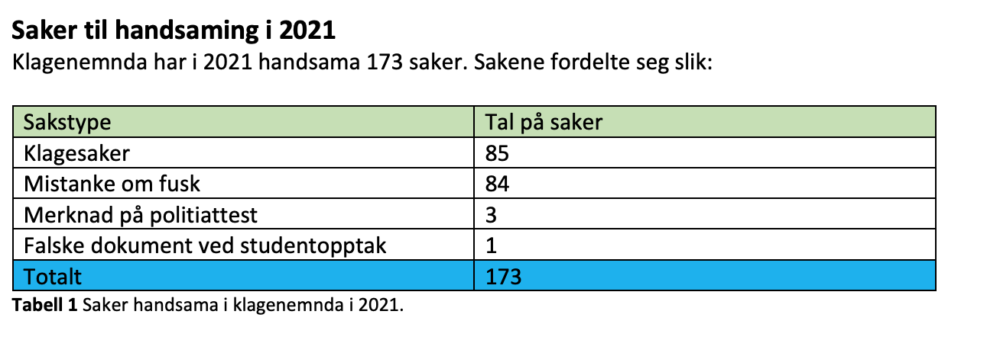 Saker til handsaming i 2021
Klagenemnda har i 2021 handsama 173 saker. Sakene fordelte seg slik:
Sakstype Tal på saker
Klagesaker 85
Mistanke om fusk 84
Merknad på politiattest 3
Falske dokument ved studentopptak 1
Totalt 173
Tabell 1 Saker handsama i klagenemnda i 2021.